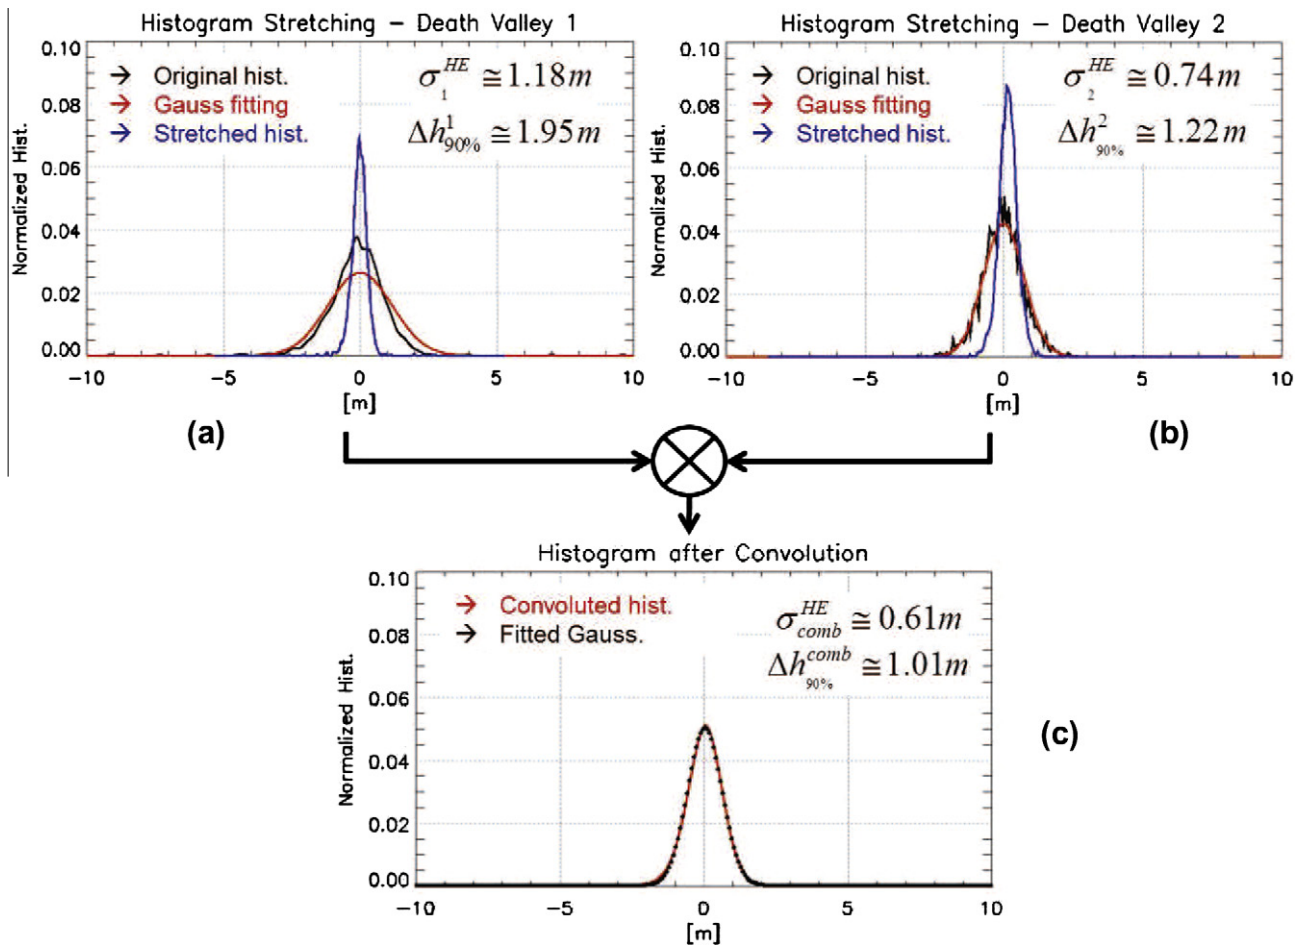 Histogram Stretching – Death Valley 1
0.10
0.08
0.06
0.04
0.02
0.00
Normalized Hist.
→ Original hist.
→ Gauss fitting
→ Stretched hist.
σ₁^HE ≅ 1.18m
Δh¹₉₀% ≅ 1.95m
−10 −5 0 5 10
[m]
(a)
Histogram Stretching – Death Valley 2
0.10
0.08
0.06
0.04
0.02
0.00
Normalized Hist.
→ Original hist.
→ Gauss fitting
→ Stretched hist.
σ₂^HE ≅ 0.74m
Δh²₉₀% ≅ 1.22m
−10 −5 0 5 10
[m]
(b)
Histogram after Convolution
0.10
0.08
0.06
0.04
0.02
0.00
Normalized Hist.
→ Convoluted hist.
→ Fitted Gauss.
σ_comb^HE ≅ 0.61m
Δh^comb₉₀% ≅ 1.01m
−10 −5 0 5 10
[m]
(c)